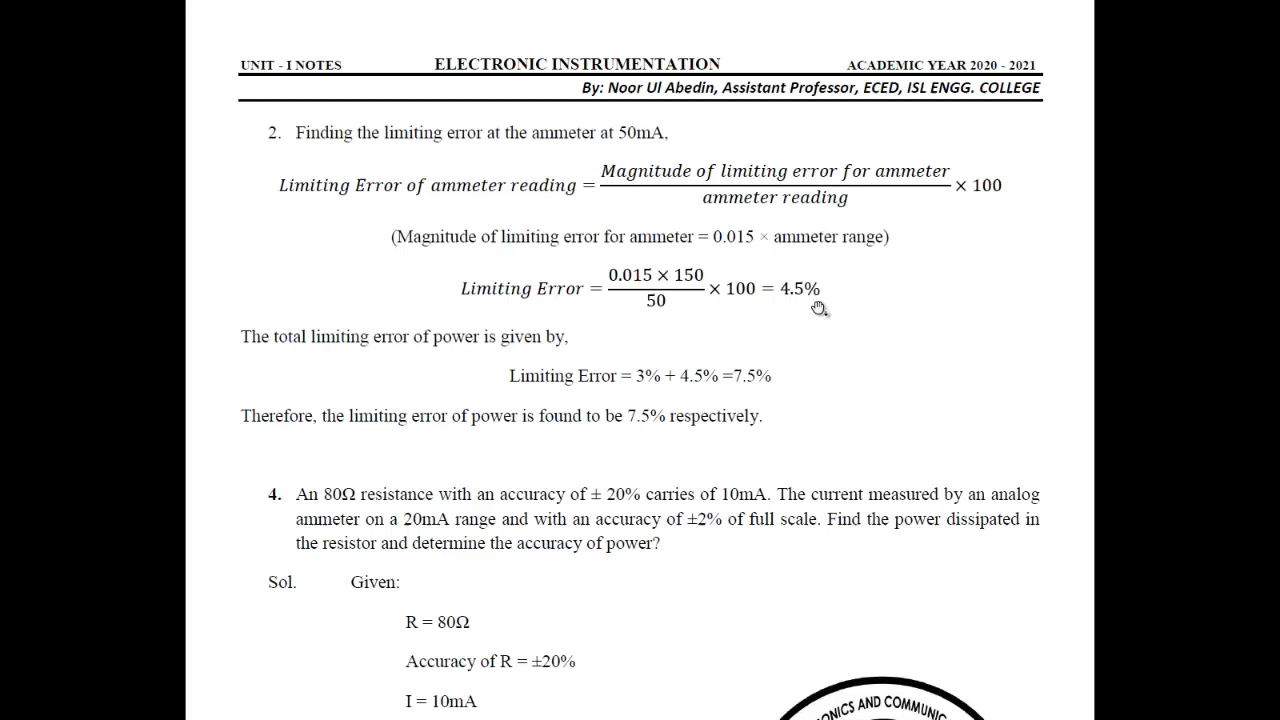 UNIT - I NOTES ELECTRONIC INSTRUMENTATION ACADEMIC YEAR 2020 - 2021
By: Noor Ul Abedin, Assistant Professor, ECED, ISL ENGG. COLLEGE
2. Finding the limiting error at the ammeter at 50mA,
Limiting Error of ammeter reading = Magnitude of limiting error for ammeter / ammeter reading × 100
(Magnitude of limiting error for ammeter = 0.015 × ammeter range)
Limiting Error = 0.015 × 150 / 50 × 100 = 4.5%
The total limiting error of power is given by,
Limiting Error = 3% + 4.5% =7.5%
Therefore, the limiting error of power is found to be 7.5% respectively.
4. An 80Ω resistance with an accuracy of ± 20% carries of 10mA. The current measured by an analog
ammeter on a 20mA range and with an accuracy of ±2% of full scale. Find the power dissipated in
the resistor and determine the accuracy of power?
Sol. Given:
R = 80Ω
Accuracy of R = ±20%
I = 10mA
ONICS AND COMMUNIC